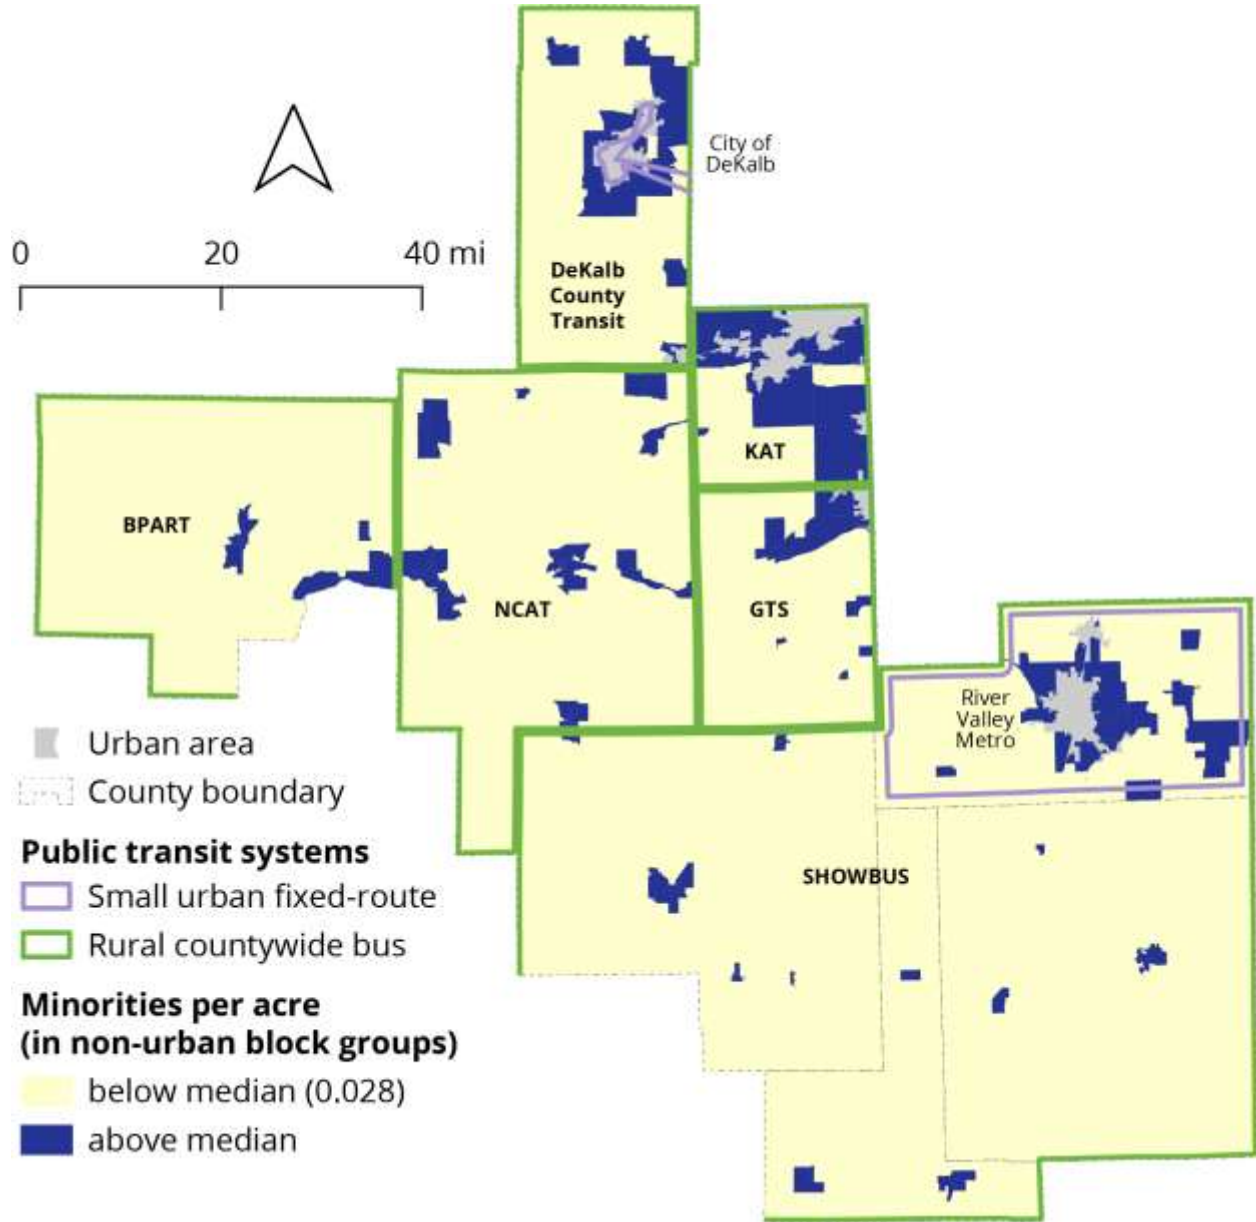 City of
DeKalb
0 20 40 mi
DeKalb
County
Transit
KAT
BPART
NCAT
GTS
River
Valley
Metro
SHOWBUS
Urban area
County boundary
Public transit systems
Small urban fixed-route
Rural countywide bus
Minorities per acre
(in non-urban block groups)
below median (0.028)
above median